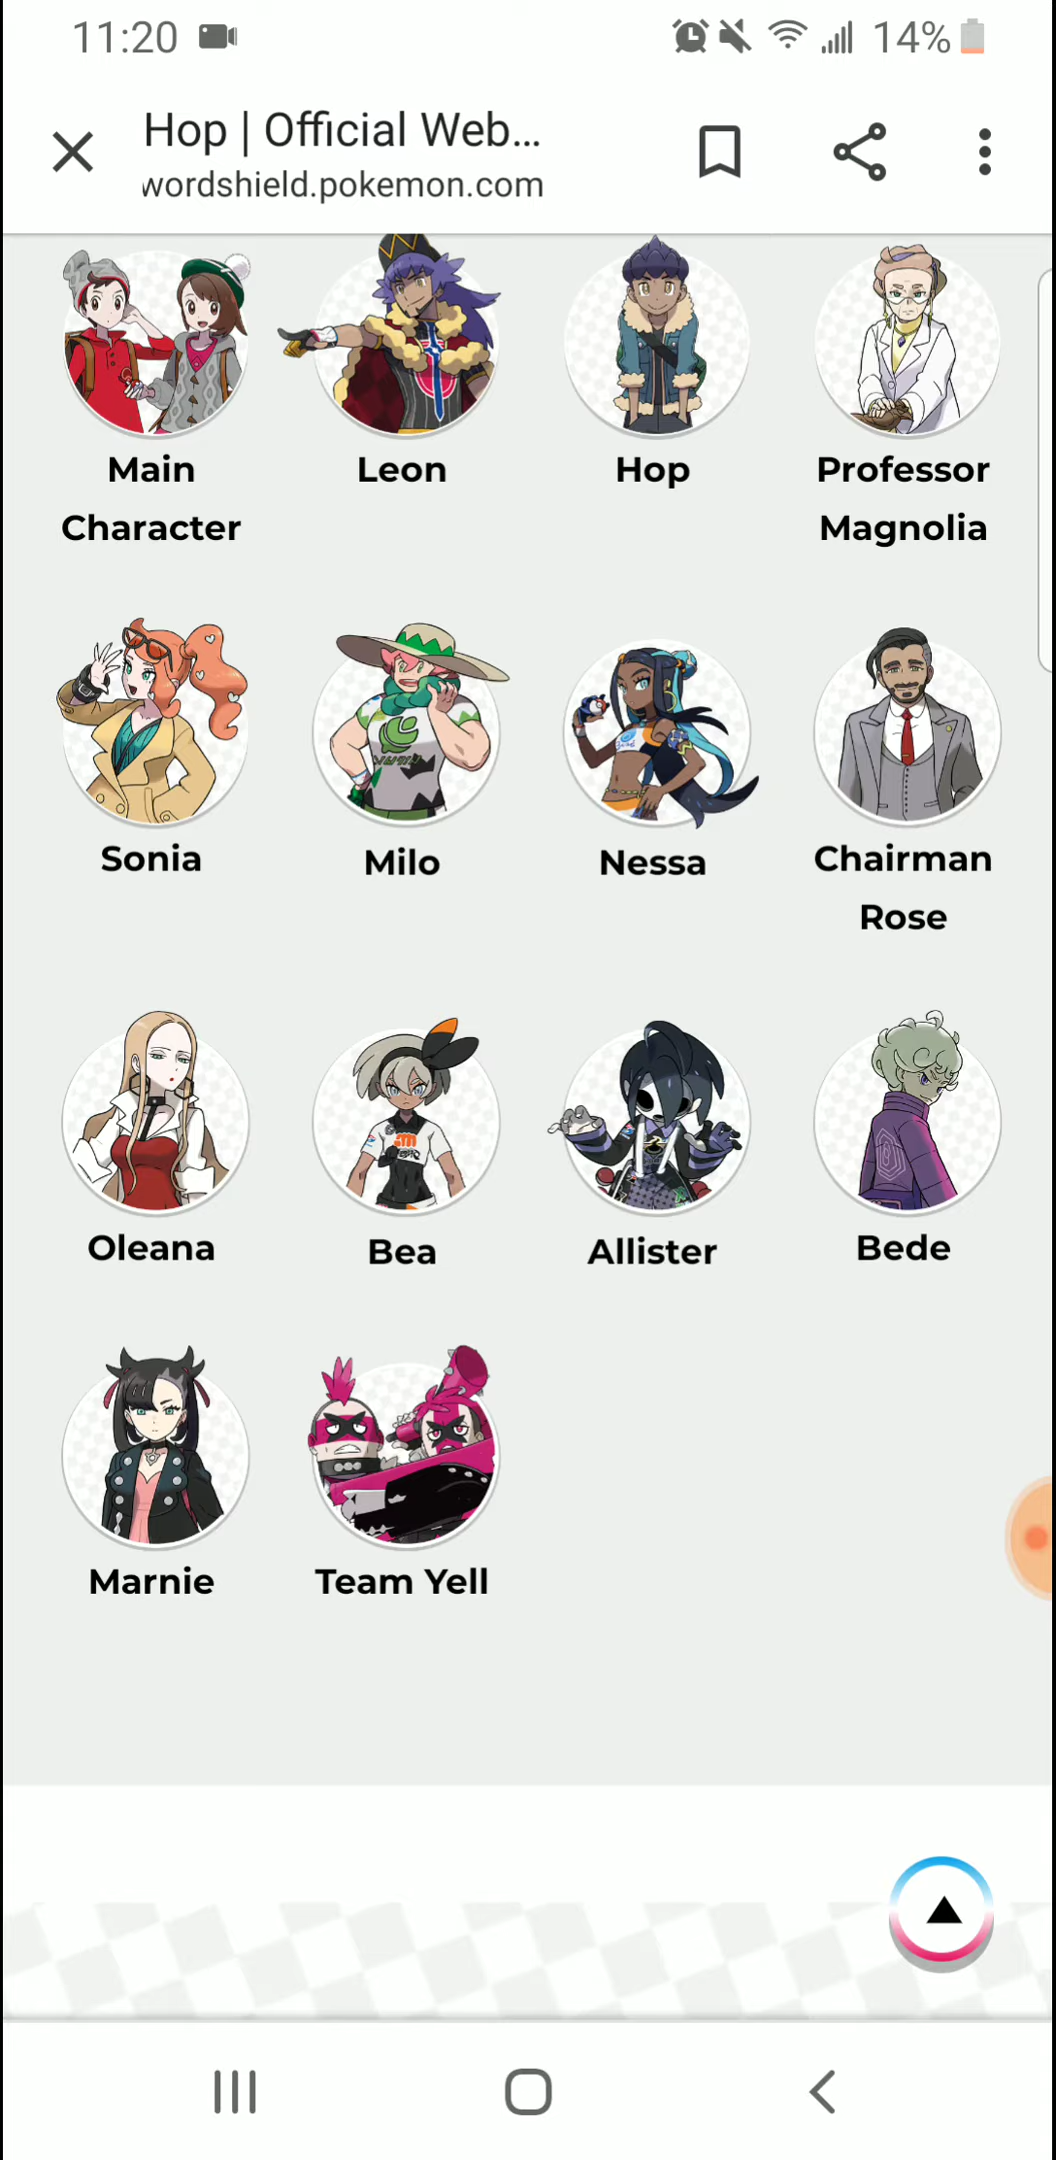 11:20
14%
Hop | Official Web...
wordshield.pokemon.com
Main
Character
Leon
Hop
Professor
Magnolia
Sonia
Milo
Nessa
Chairman
Rose
Oleana
Bea
Allister
Bede
Marnie
Team Yell